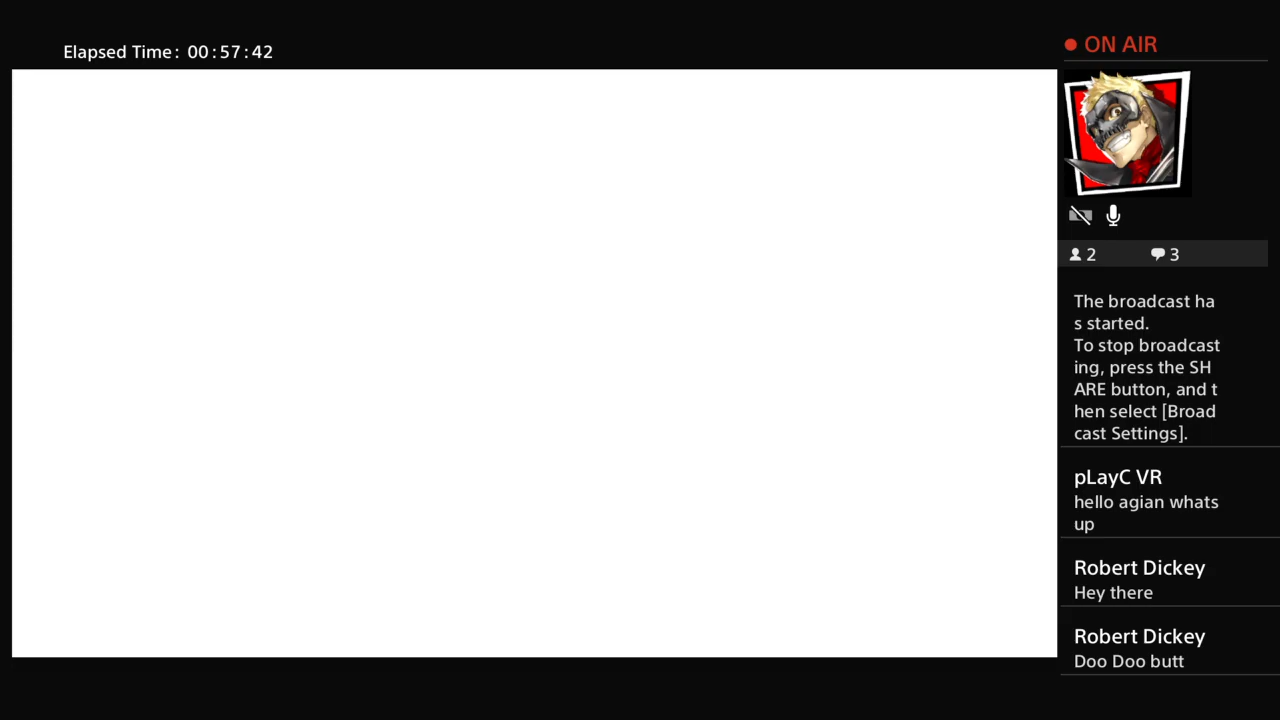 Elapsed Time: 00:57:42
ON AIR
2 3
The broadcast ha
s started.
To stop broadcast
ing, press the SH
ARE button, and t
hen select [Broad
cast Settings].
pLayC VR
hello agian whats
up
Robert Dickey
Hey there
Robert Dickey
Doo Doo butt